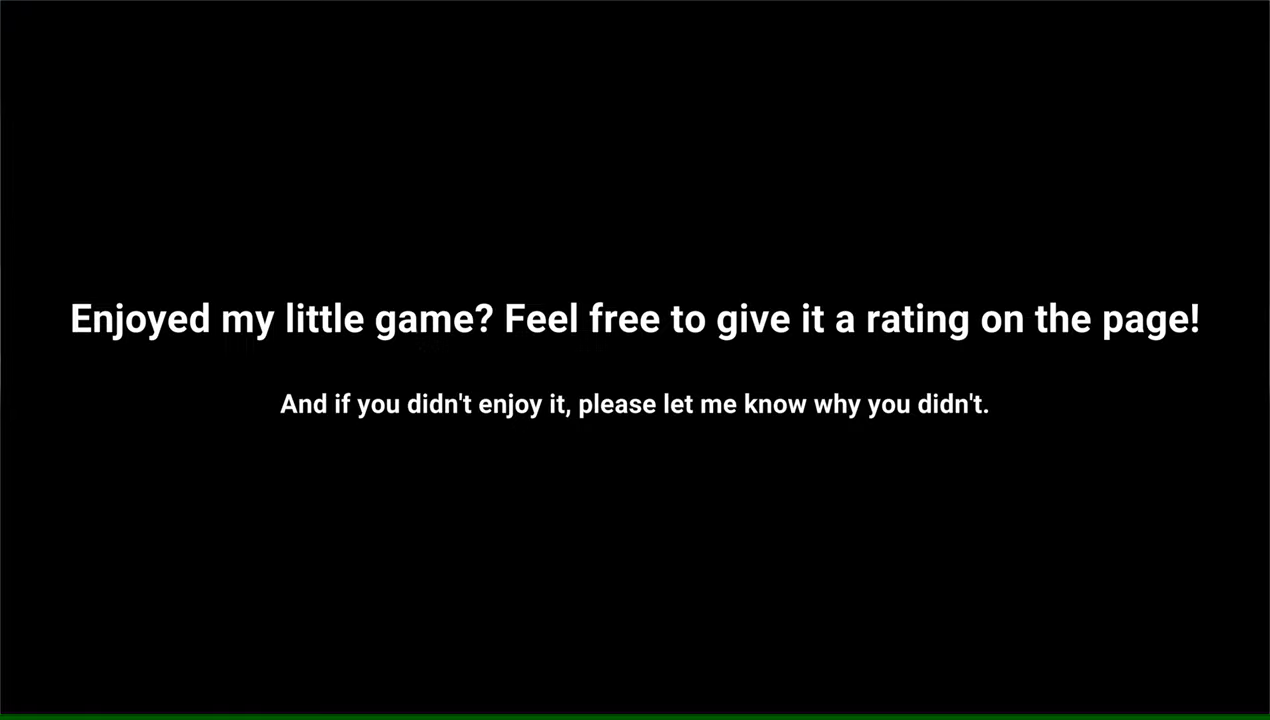 Enjoyed my little game? Feel free to give it a rating on the page!
And if you didn't enjoy it, please let me know why you didn't.